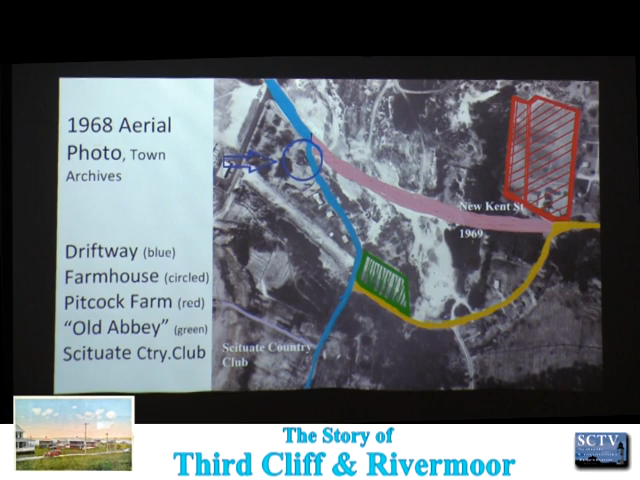 1968 Aerial
Photo, Town
Archives
Driftway (blue)
Farmhouse (circled)
Pitcock Farm (red)
“Old Abbey” (green)
Scituate Ctry.Club
New Kent St
1969
Scituate Country
Club
The Story of
Third Cliff & Rivermoor
SCTV